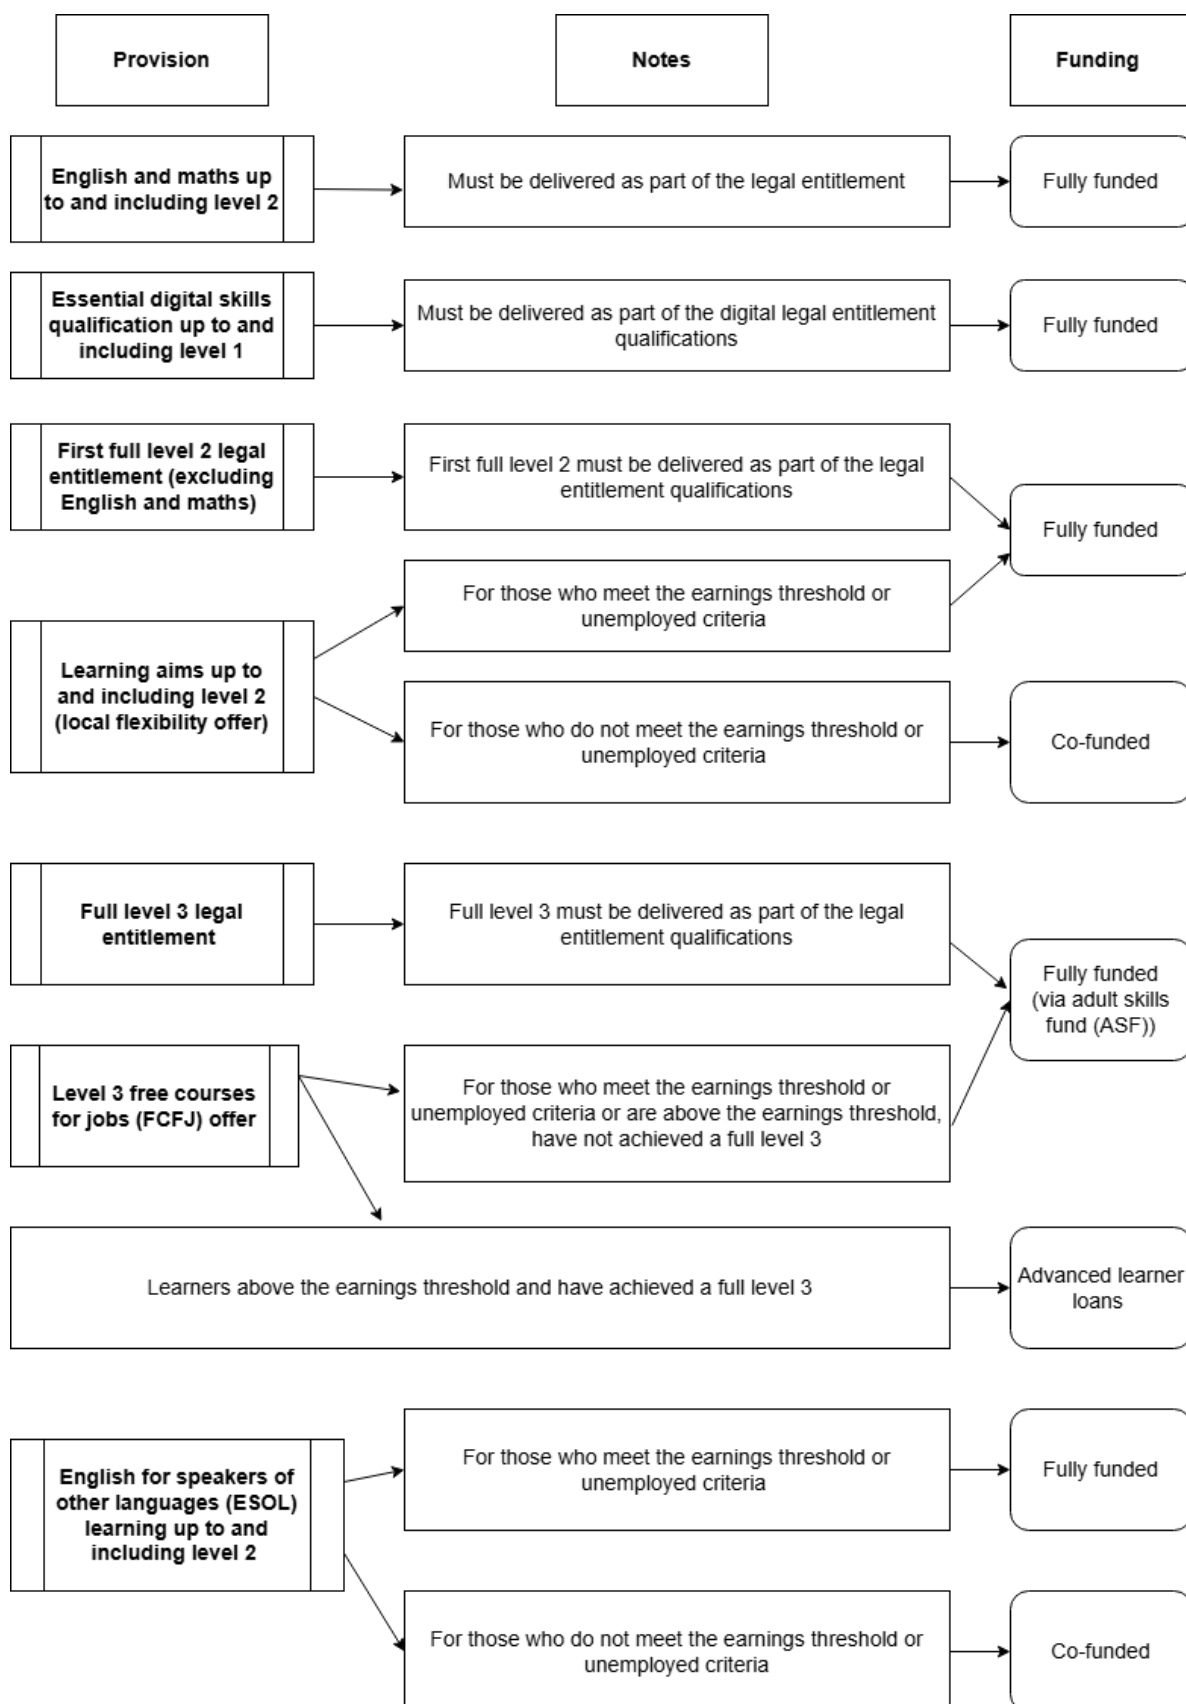 Provision
Notes
Funding
English and maths up
to and including level 2
Must be delivered as part of the legal entitlement
Fully funded
Essential digital skills
qualification up to and
including level 1
Must be delivered as part of the digital legal entitlement
qualifications
Fully funded
First full level 2 legal
entitlement (excluding
English and maths)
First full level 2 must be delivered as part of the legal
entitlement qualifications
Fully funded
Learning aims up to
and including level 2
(local flexibility offer)
For those who meet the earnings threshold or
unemployed criteria
For those who do not meet the earnings threshold or
unemployed criteria
Co-funded
Full level 3 legal
entitlement
Full level 3 must be delivered as part of the legal
entitlement qualifications
Fully funded
(via adult skills
fund (ASF))
Level 3 free courses
for jobs (FCFJ) offer
For those who meet the earnings threshold or
unemployed criteria or are above the earnings threshold,
have not achieved a full level 3
Learners above the earnings threshold and have achieved a full level 3
Advanced learner
loans
English for speakers of
other languages (ESOL)
learning up to and
including level 2
For those who meet the earnings threshold or
unemployed criteria
Fully funded
For those who do not meet the earnings threshold or
unemployed criteria
Co-funded